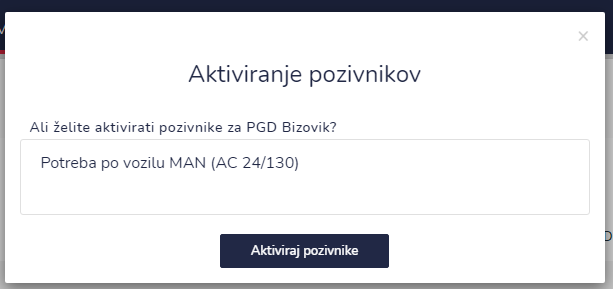 ×
Aktiviranje pozivnikov
Ali želite aktivirati pozivnike za PGD Bizovik?
Potreba po vozilu MAN (AC 24/130)
Aktiviraj pozivnike